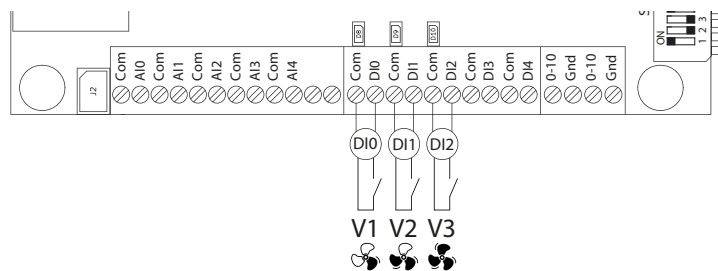 S
ON
1 2 3
D8 D9 D10
J2
Com AI0 Com AI1 Com AI2 Com AI3 Com AI4 Com DI0 Com DI1 Com DI2 Com DI3 Com DI4 0-10 Gnd 0-10 Gnd
DI0 DI1 DI2
V1 V2 V3